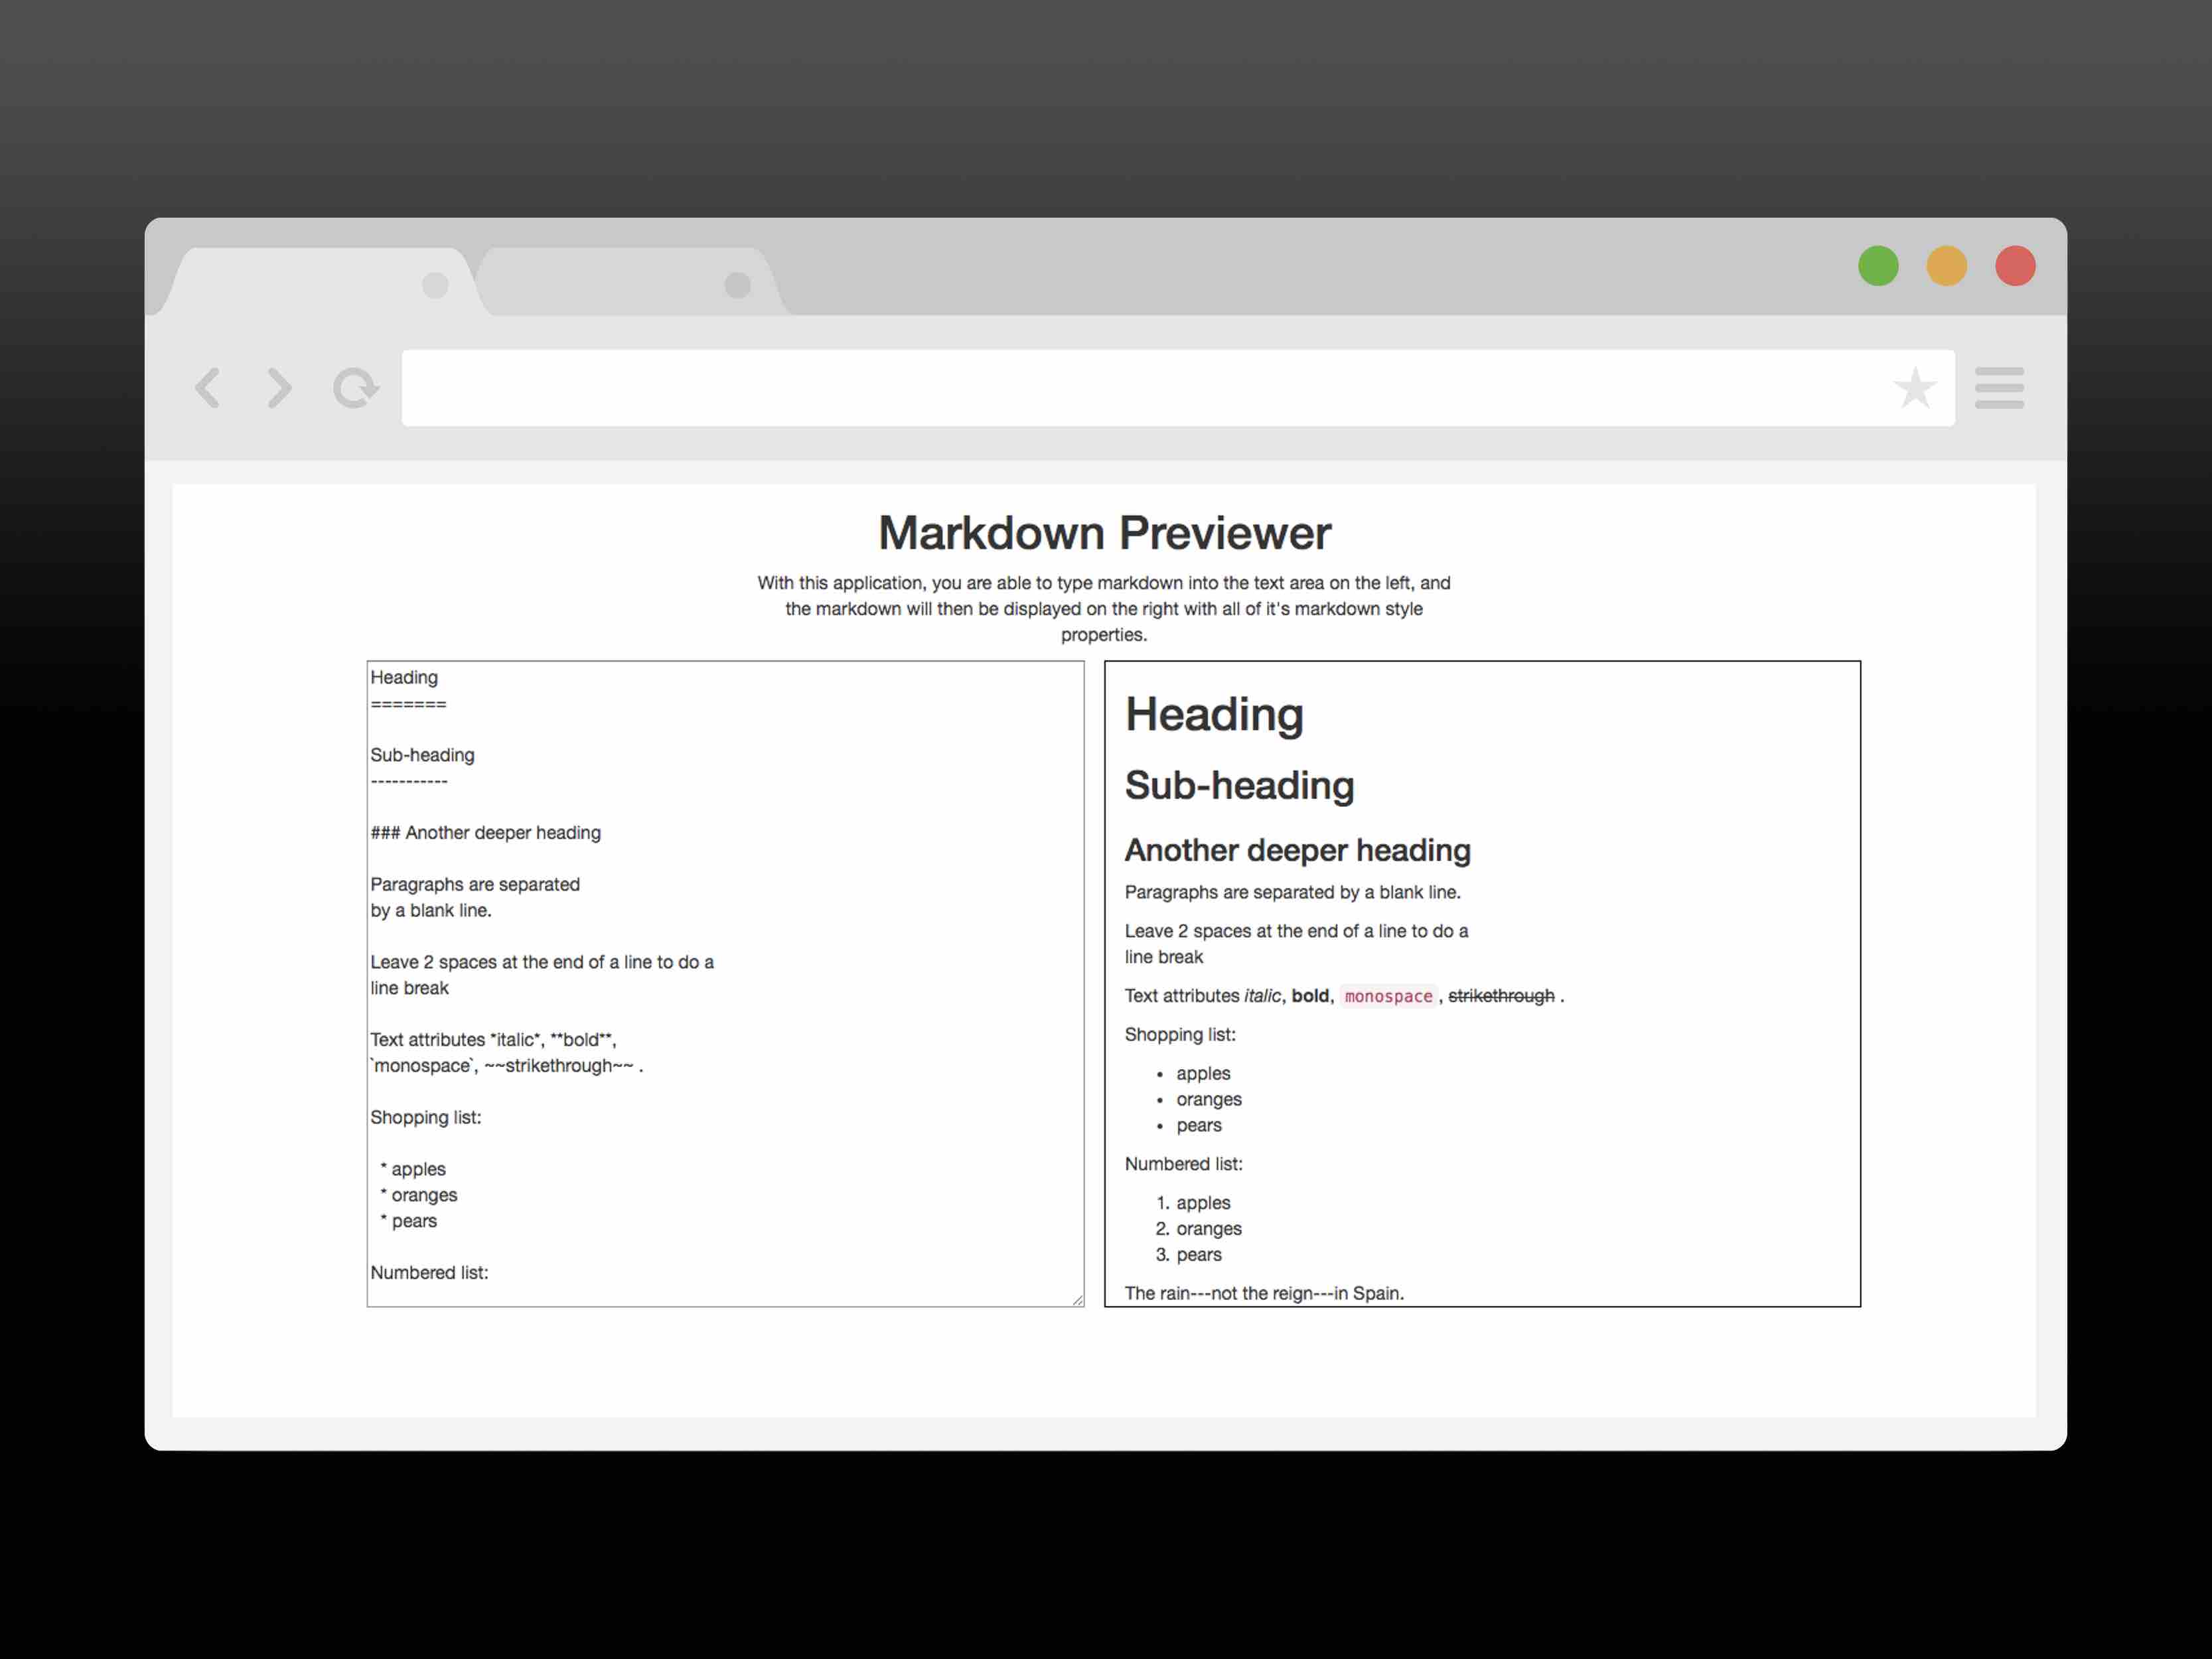 Markdown Previewer
With this application, you are able to type markdown into the text area on the left, and
the markdown will then be displayed on the right with all of it's markdown style
properties.
Heading
=======
Sub-heading
-----------
### Another deeper heading
Paragraphs are separated
by a blank line.
Leave 2 spaces at the end of a line to do a
line break
Text attributes *italic*, **bold**,
`monospace`, ~~strikethrough~~ .
Shopping list:
* apples
* oranges
* pears
Numbered list:
Heading
Sub-heading
Another deeper heading
Paragraphs are separated by a blank line.
Leave 2 spaces at the end of a line to do a
line break
Text attributes italic, bold, monospace, strikethrough .
Shopping list:
• apples
• oranges
• pears
Numbered list:
1. apples
2. oranges
3. pears
The rain---not the reign---in Spain.